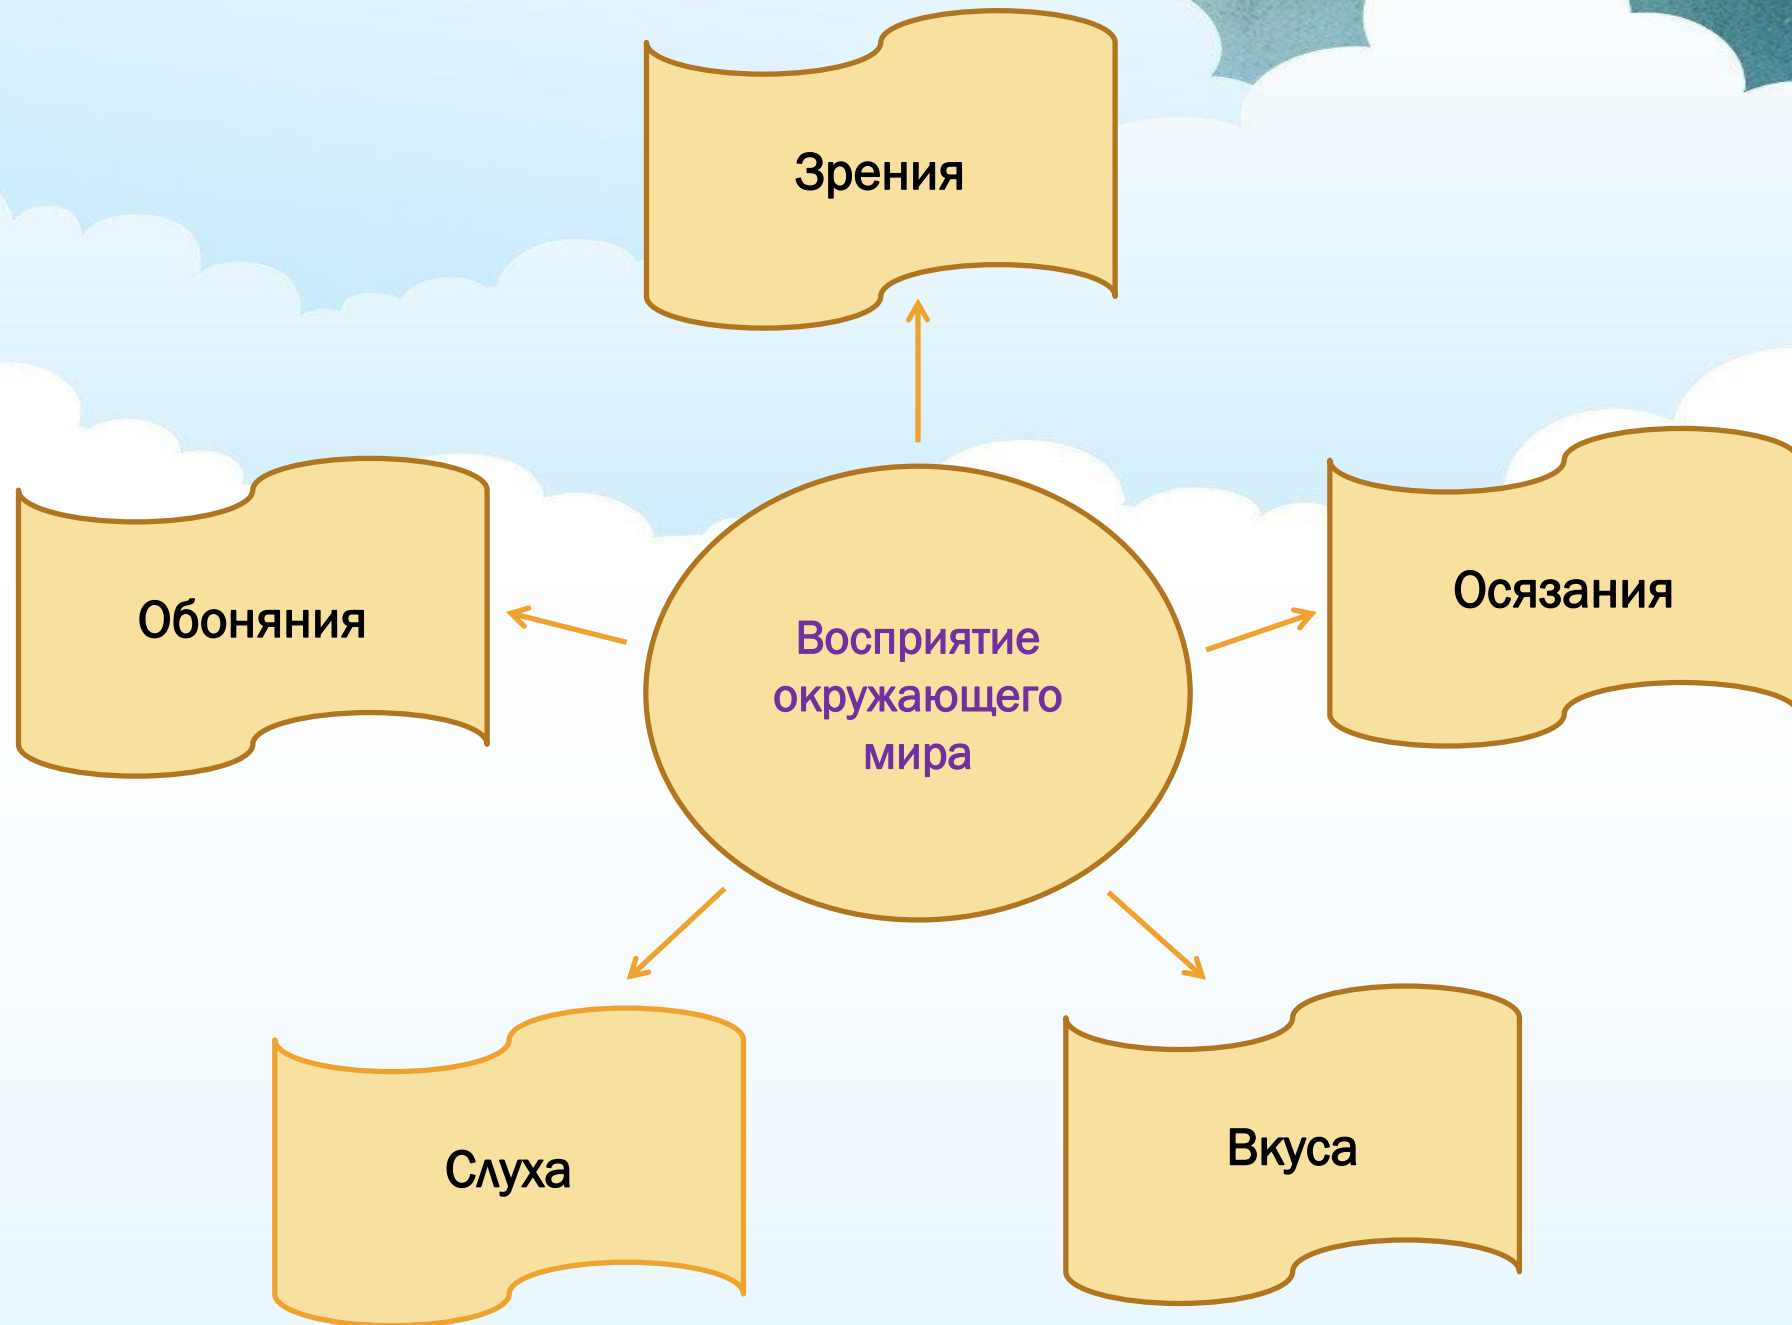 Зрения
Обоняния
Осязания
Восприятие
окружающего
мира
Слуха
Вкуса